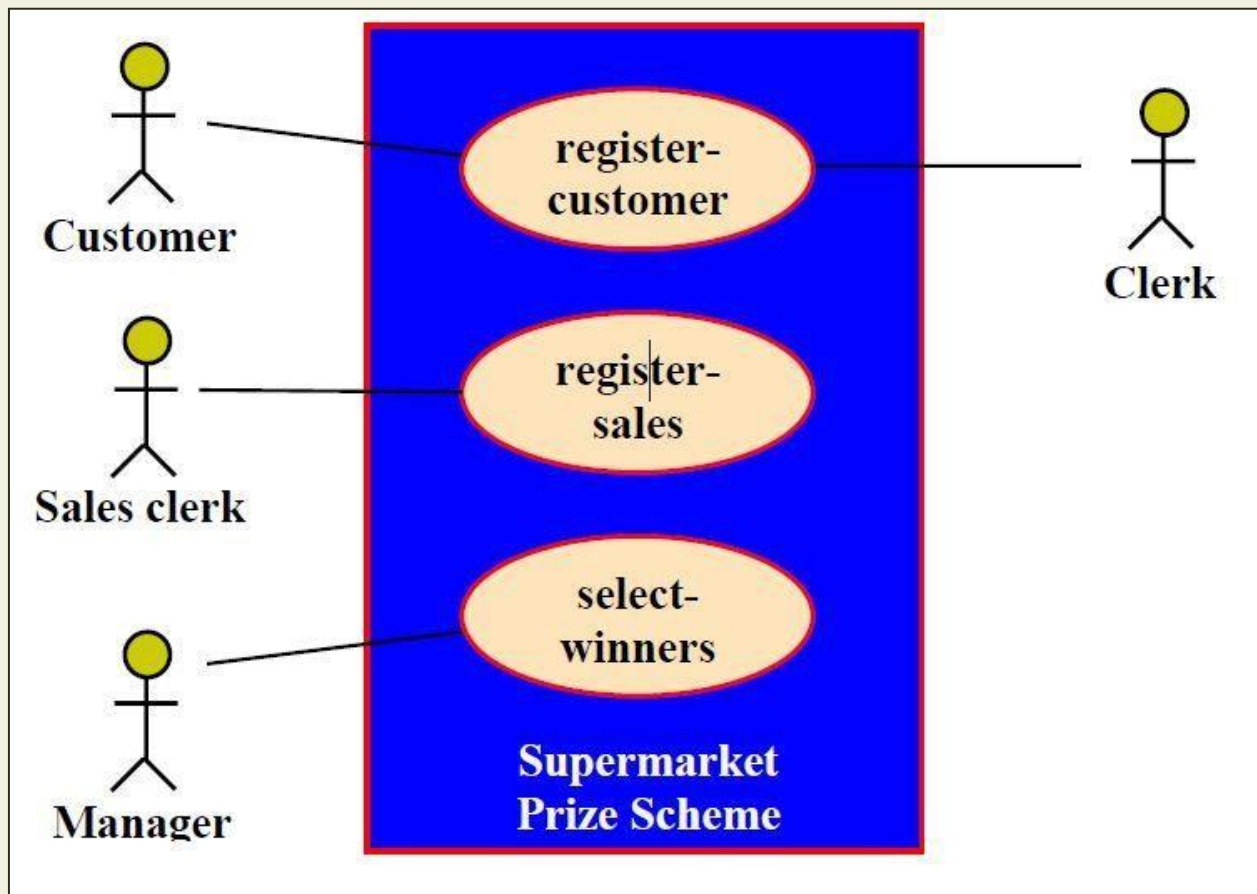 register-
customer
Customer
Clerk
register-
sales
Sales clerk
select-
winners
Manager
Supermarket
Prize Scheme